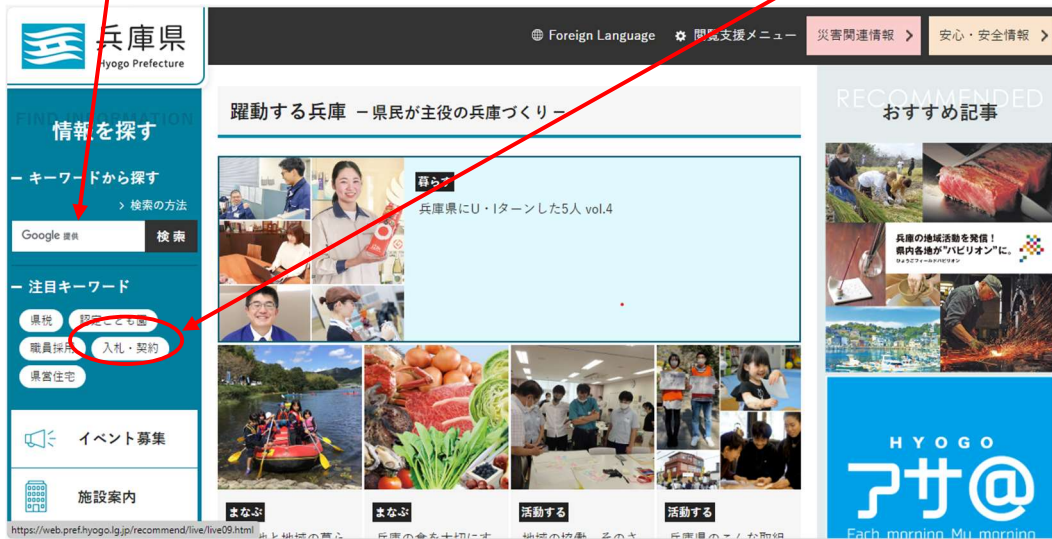 兵庫県
Hyogo Prefecture
Foreign Language
閲覧支援メニュー
災害関連情報
安心・安全情報
FIND INFORMATION
情報を探す
キーワードから探す
> 検索の方法
Google 提供
検索
注目キーワード
県税
認定こども園
職員採用
入札・契約
県営住宅
イベント募集
施設案内
https://web.pref.hyogo.lg.jp/recommend/live/live09.html
躍動する兵庫 －県民が主役の兵庫づくり－
暮らす
兵庫県にU・Iターンした5人 vol.4
まなぶ
まなぶ
兵庫の食を大切にす
活動する
地域の協働、そのさ
活動する
兵庫県のこんな取組
RECOMMENDED
おすすめ記事
兵庫の地域活動を発信！
県内各地が"パビリオン"に。
ひょうごフィールドパビリオン
HYOGO
アサ@
Each morning My morning